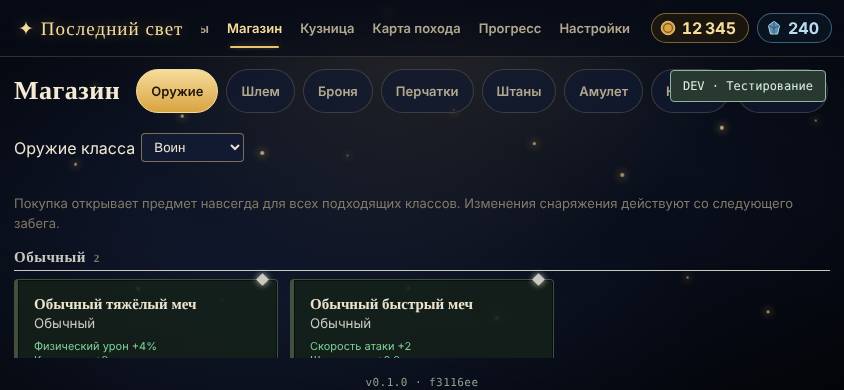 ✦ Последний свет
Магазин
Кузница
Карта похода
Прогресс
Настройки
12 345
240
Магазин
Оружие
Шлем
Броня
Перчатки
Штаны
Амулет
DEV · Тестирование
Оружие класса
Воин
Покупка открывает предмет навсегда для всех подходящих классов. Изменения снаряжения действуют со следующего
забега.
Обычный 2
Обычный тяжёлый меч
Обычный
Физический урон +4%
Обычный быстрый меч
Обычный
Скорость атаки +2
v0.1.0 · f3116ee